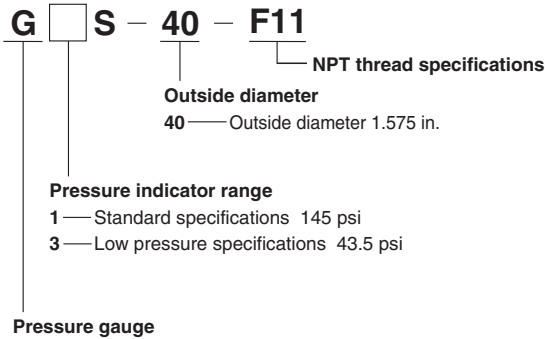 G S - 40 - F11
NPT thread specifications
Outside diameter
40 Outside diameter 1.575 in.
Pressure indicator range
1 Standard specifications 145 psi
3 Low pressure specifications 43.5 psi
Pressure gauge